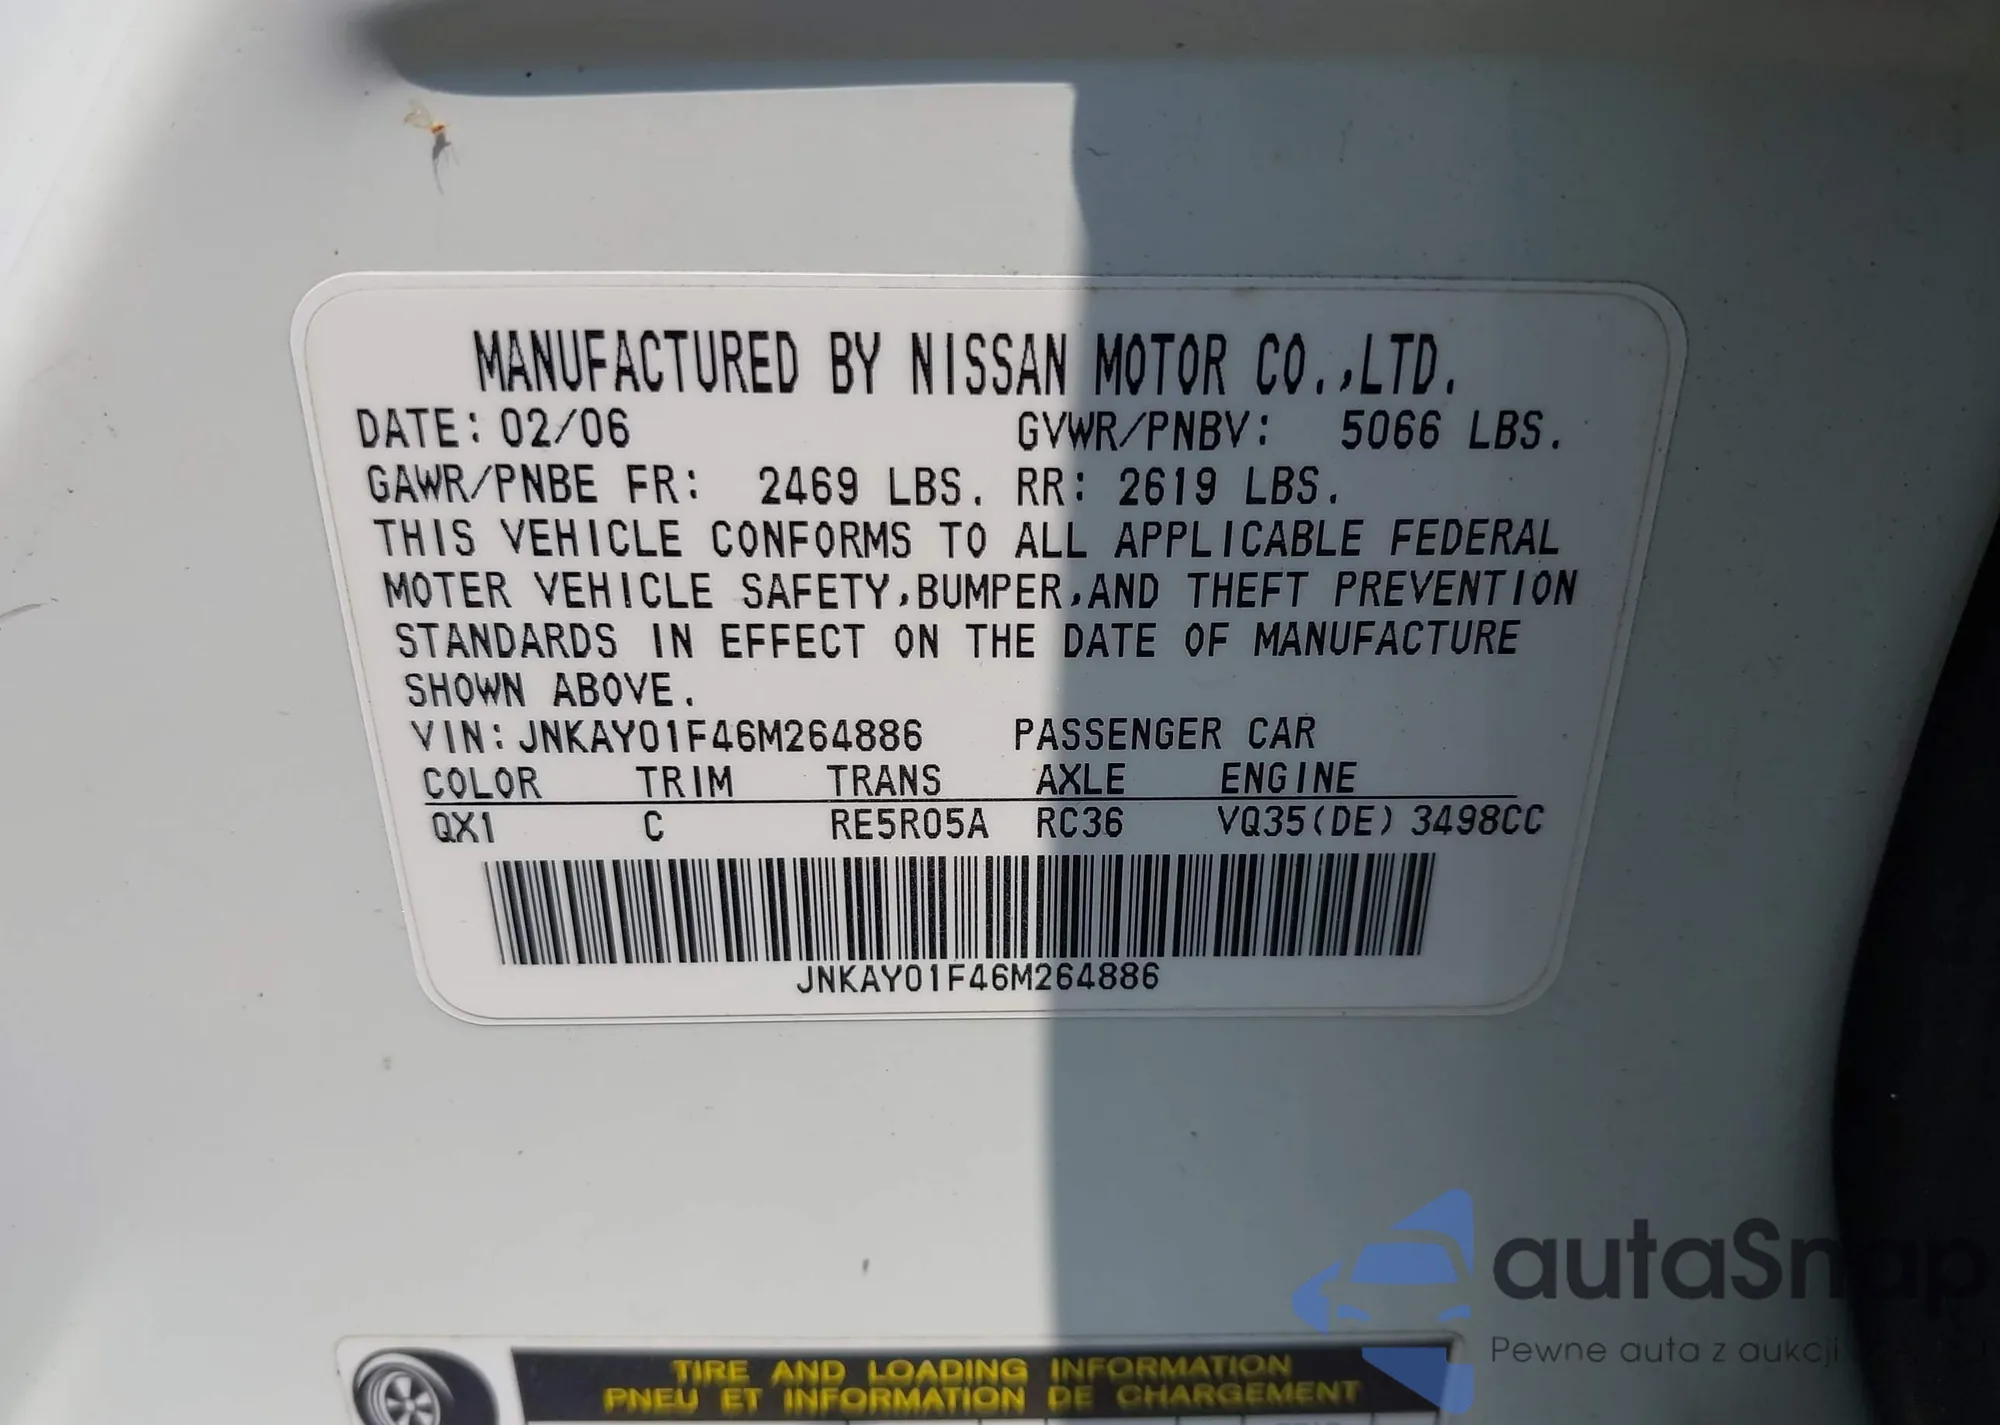 MANUFACTURED BY NISSAN MOTOR CO.,LTD.
DATE: 02/06 GVWR/PNBV: 5066 LBS.
GAWR/PNBE FR: 2469 LBS. RR: 2619 LBS.
THIS VEHICLE CONFORMS TO ALL APPLICABLE FEDERAL
MOTER VEHICLE SAFETY,BUMPER,AND THEFT PREVENTION
STANDARDS IN EFFECT ON THE DATE OF MANUFACTURE
SHOWN ABOVE.
VIN:JNKAY01F46M264886 PASSENGER CAR
COLOR TRIM TRANS AXLE ENGINE
QX1 C RE5R05A RC36 VQ35(DE) 3498CC
JNKAY01F46M264886
autaSnap
Pewne auta z aukcji
TIRE AND LOADING INFORMATION
PNEU ET INFORMATION DE CHARGEMENT